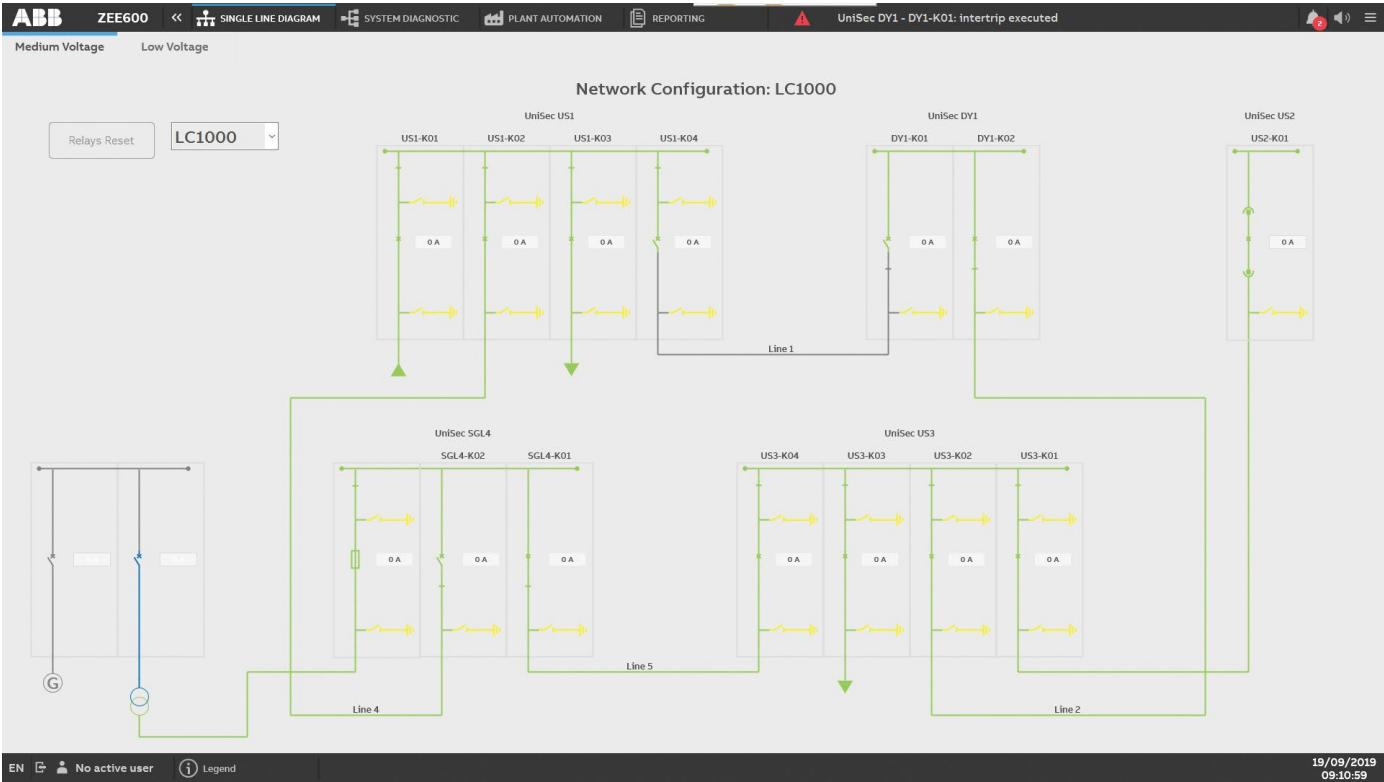 ABB ZEE600 << SINGLE LINE DIAGRAM SYSTEM DIAGNOSTIC PLANT AUTOMATION REPORTING UniSec DY1 - DY1-K01: intertrip executed 2
Medium Voltage Low Voltage
Network Configuration: LC1000
UniSec US1 UniSec DY1 UniSec US2
Relays Reset LC1000
US1-K01 US1-K02 US1-K03 US1-K04 DY1-K01 DY1-K02 US2-K01
0 A 0 A 0 A 0 A 0 A 0 A 0 A
Line 1
UniSec SGL4 UniSec US3
SGL4-K02 SGL4-K01 US3-K04 US3-K03 US3-K02 US3-K01
0 A 0 A 0 A 0 A 0 A 0 A 0 A
Line 5
G
Line 4 Line 2
EN No active user i Legend 19/09/2019
09:10:59